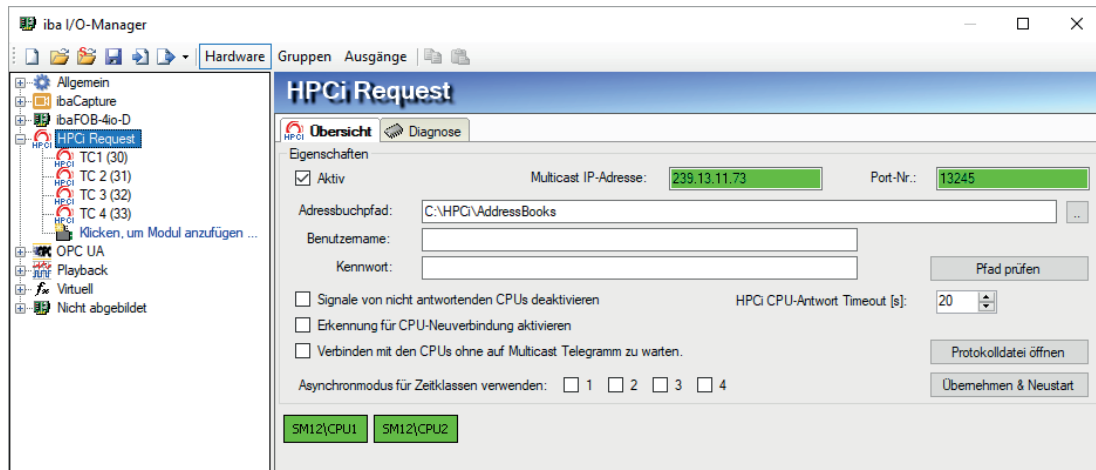 iba I/O-Manager
Hardware Gruppen Ausgänge
Allgemein
ibaCapture
ibaFOB-4io-D
HPCi Request
TC1 (30)
TC 2 (31)
TC 3 (32)
TC 4 (33)
Klicken, um Modul anzufügen ...
OPC UA
Playback
Virtuell
Nicht abgebildet
HPCi Request
Übersicht Diagnose
Eigenschaften
Aktiv Multicast IP-Adresse: 239.13.11.73 Port-Nr.: 13245
Adressbuchpfad: C:\HPCi\AddressBooks ..
Benutzername:
Kennwort: Pfad prüfen
Signale von nicht antwortenden CPUs deaktivieren HPCi CPU-Antwort Timeout [s]: 20
Erkennung für CPU-Neuverbindung aktivieren
Verbinden mit den CPUs ohne auf Multicast Telegramm zu warten. Protokolldatei öffnen
Asynchronmodus für Zeitklassen verwenden: 1 2 3 4 Übernehmen & Neustart
SM12\CPU1 SM12\CPU2